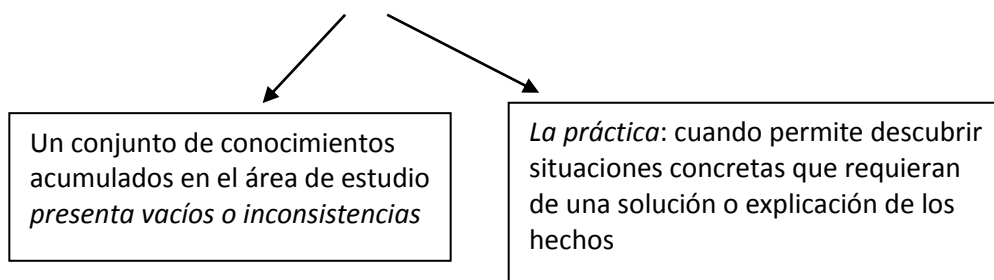 Un conjunto de conocimientos
acumulados en el área de estudio
presenta vacíos o inconsistencias
La práctica: cuando permite descubrir
situaciones concretas que requieran
de una solución o explicación de los
hechos